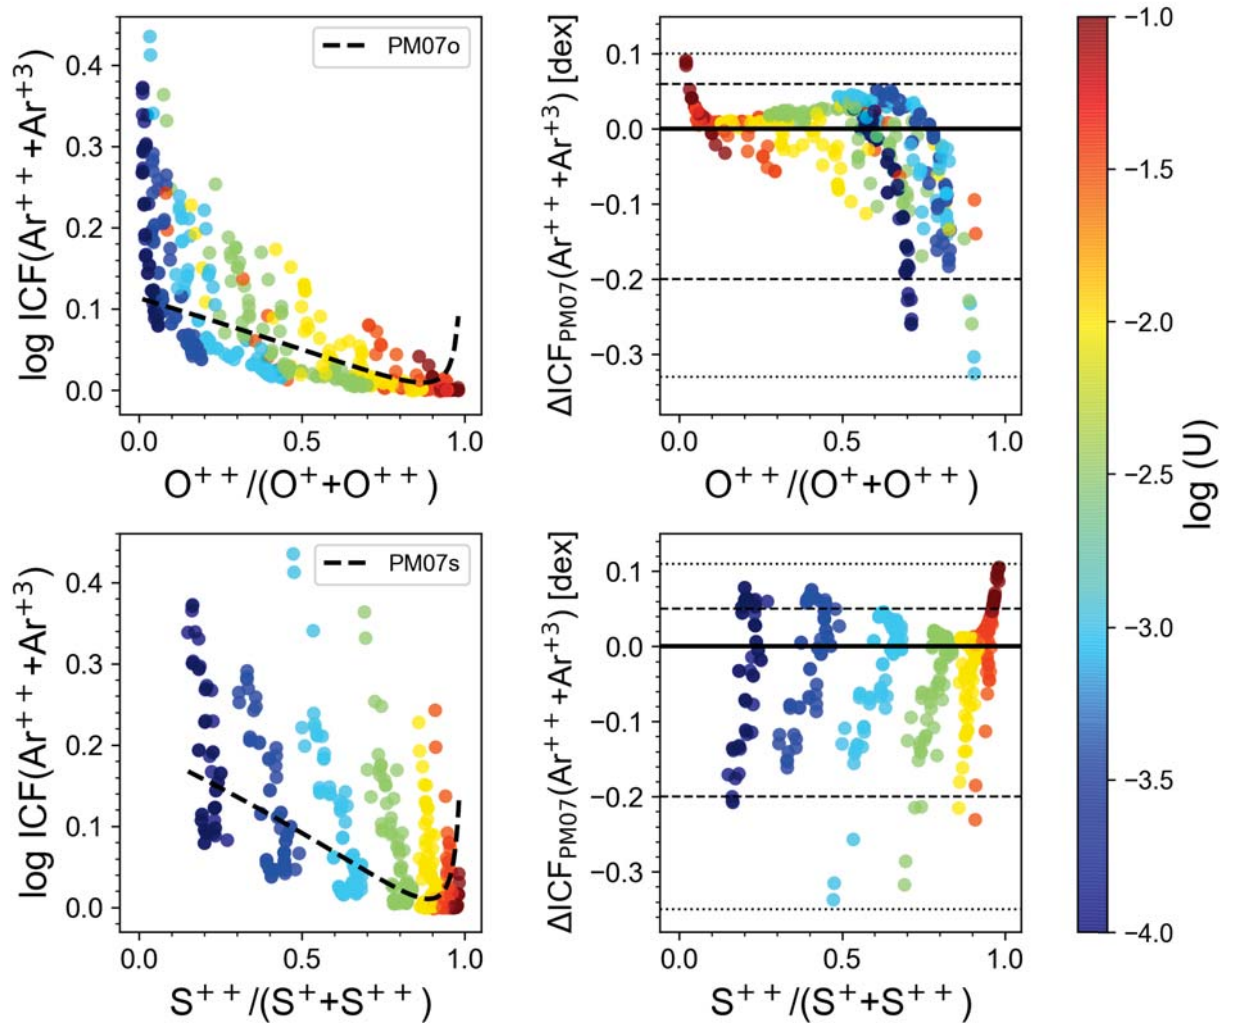 log ICF(Ar⁺⁺+Ar⁺³)
0.4
0.3
0.2
0.1
0.0
PM07o
0.0 0.5 1.0
O⁺⁺/(O⁺+O⁺⁺)
ΔICF_PM07(Ar⁺⁺+Ar⁺³) [dex]
0.1
0.0
−0.1
−0.2
−0.3
0.0 0.5 1.0
O⁺⁺/(O⁺+O⁺⁺)
log ICF(Ar⁺⁺+Ar⁺³)
0.4
0.3
0.2
0.1
0.0
PM07s
0.0 0.5 1.0
S⁺⁺/(S⁺+S⁺⁺)
ΔICF_PM07(Ar⁺⁺+Ar⁺³) [dex]
0.1
0.0
−0.1
−0.2
−0.3
0.0 0.5 1.0
S⁺⁺/(S⁺+S⁺⁺)
−1.0
−1.5
−2.0
−2.5
−3.0
−3.5
−4.0
log (U)